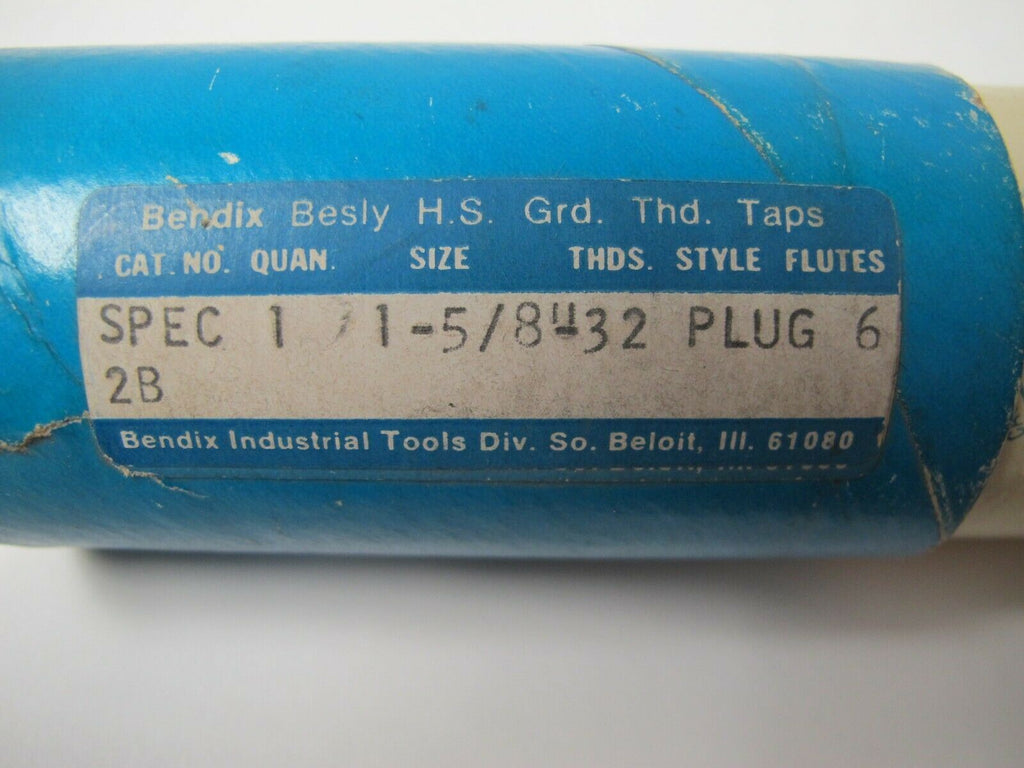 Bendix Besly H.S. Grd. Thd. Taps
CAT. NO. QUAN. SIZE THDS. STYLE FLUTES
SPEC 1 1-5/8"-32 PLUG 6
2B
Bendix Industrial Tools Div. So. Beloit, Ill. 61080